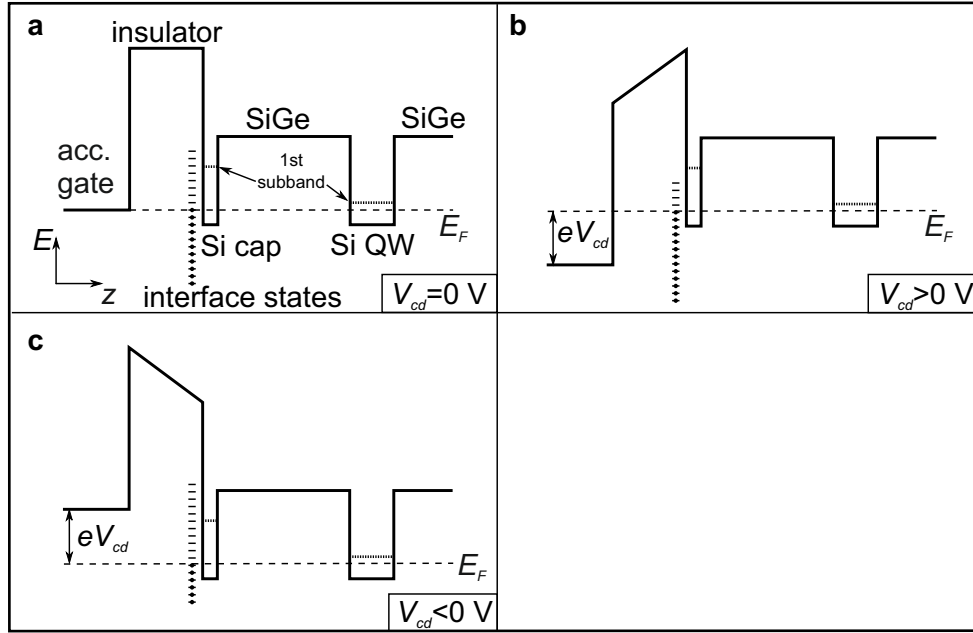 a
insulator
SiGe
SiGe
acc.
gate
1st
subband
E_F
E
Si cap
Si QW
z
interface states
V_cd=0 V
b
eV_cd
E_F
V_cd>0 V
c
eV_cd
E_F
V_cd<0 V